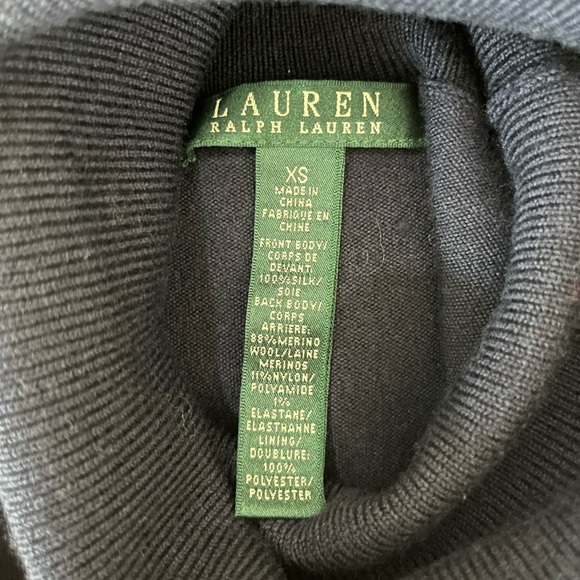 LAUREN
RALPH LAUREN
XS
MADE IN
CHINA
FABRIQUE EN
CHINE
FRONT BODY/
CORPS DE
DEVANT:
100%SILK/
SOIE
BACK BODY/
CORPS
ARRIERE:
88%MERINO
WOOL/LAINE
MERINOS
11%NYLON/
POLYAMIDE
1%
ELASTANE/
ELASTHANNE
LINING/
DOUBLURE:
100%
POLYESTER/
POLYESTER